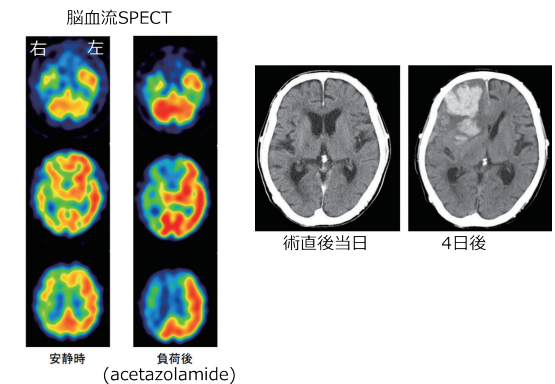 脳血流SPECT
右 左
安静時
負荷後
(acetazolamide)
術直後当日
4日後